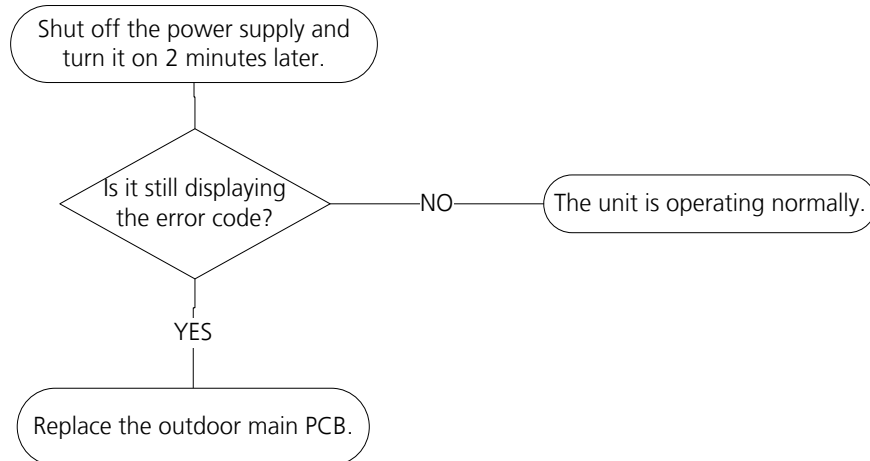 Shut off the power supply and
turn it on 2 minutes later.
Is it still displaying
the error code?
NO
The unit is operating normally.
YES
Replace the outdoor main PCB.